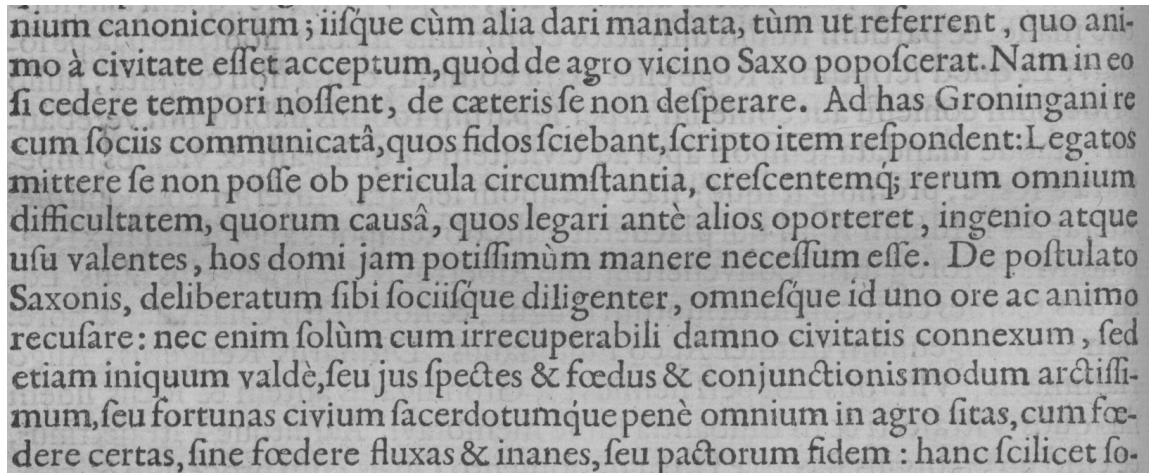 nium canonicorum; iiſque cùm alia dari mandata, tùm ut referrent, quo ani-
mo à civitate eſſet acceptum, quòd de agro vicino Saxo popoſcerat. Nam in eo
ſi cedere tempori noſſent, de cæteris ſe non deſperare. Ad has Groningani re
cum ſociis communicatâ, quos fidos ſciebant, ſcripto item reſpondent: Legatos
mittere ſe non poſſe ob pericula circumſtantia, creſcentemq; rerum omnium
difficultatem, quorum causâ, quos legari antè alios oporteret, ingenio atque
uſu valentes, hos domi jam potiſſimùm manere neceſſum eſſe. De poſtulato
Saxonis, deliberatum ſibi ſociiſque diligenter, omneſque id uno ore ac animo
recuſare: nec enim ſolùm cum irrecuperabili damno civitatis connexum, ſed
etiam iniquum valdè, ſeu jus ſpectes & fœdus & conjunctionis modum arctiſſi-
mum, ſeu fortunas civium ſacerdotumque penè omnium in agro ſitas, cum fœ-
dere certas, ſine fœdere fluxas & inanes, ſeu pactorum fidem: hanc ſcilicet ſo-